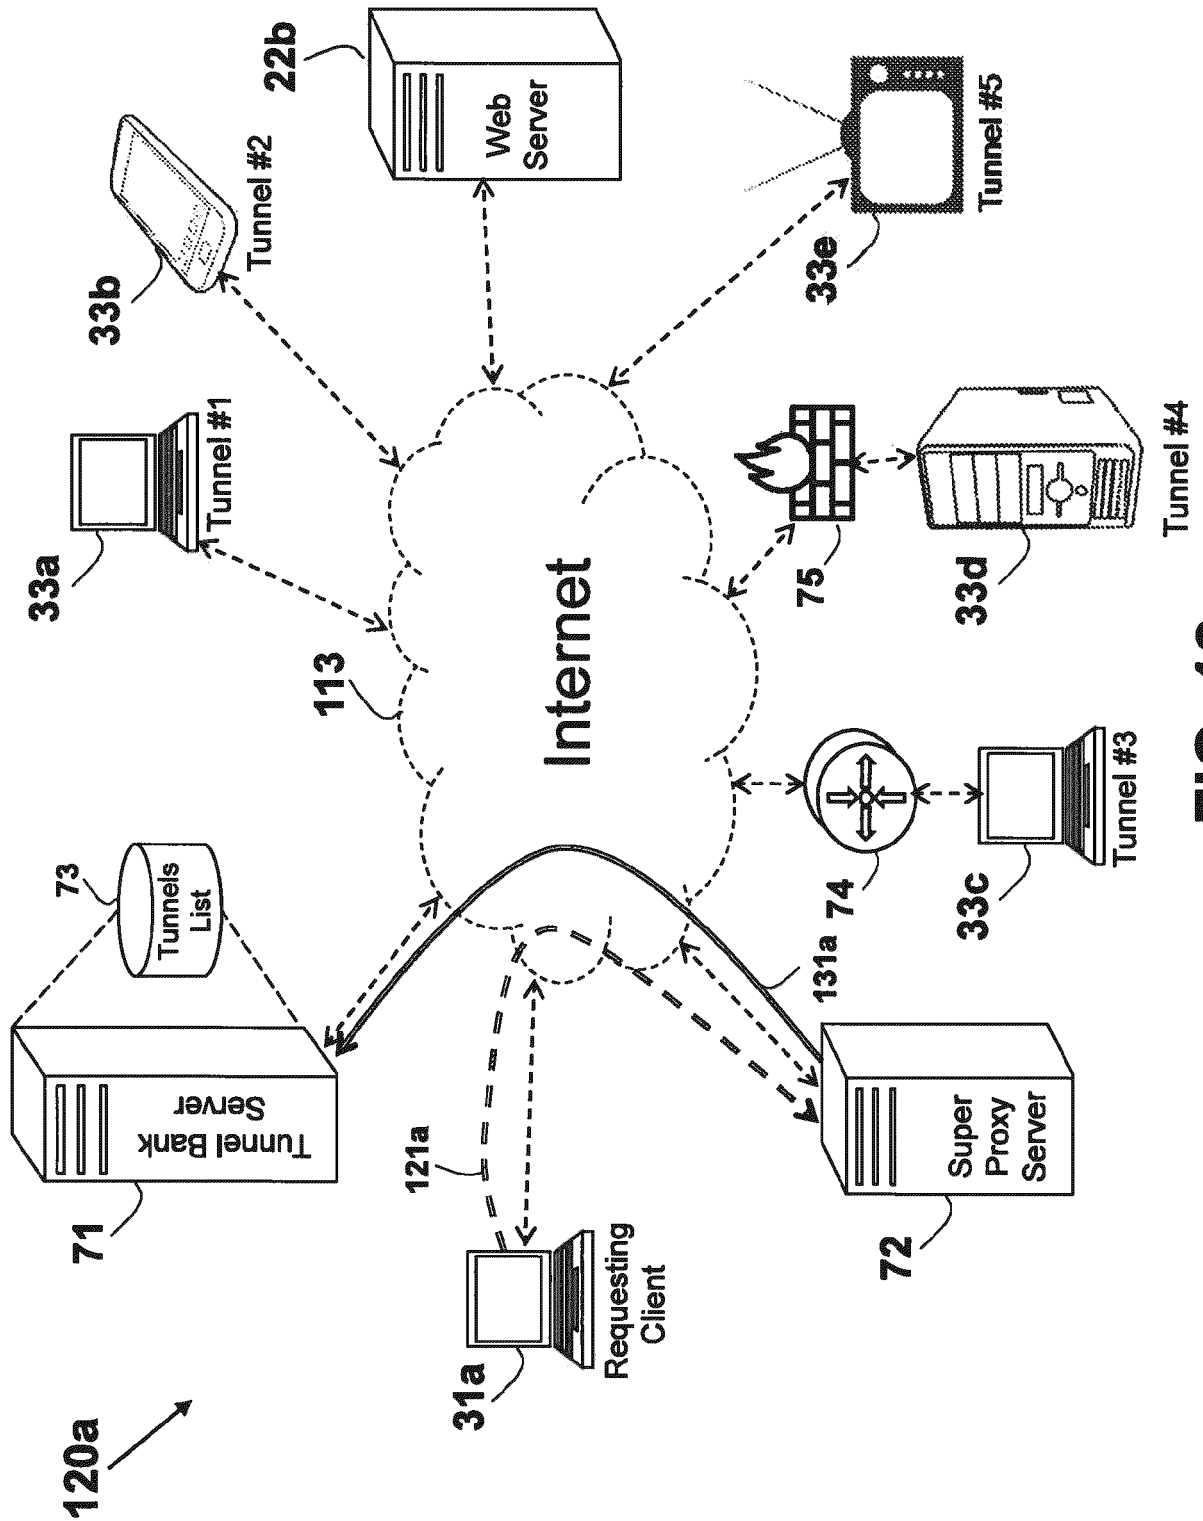 120a
71
73
33a
33b
22b
Tunnels
List
Tunnel Bank
Server
Tunnel #1
Tunnel #2
113
121a
31a
Web
Server
Requesting
Client
Internet
131a
74
75
33e
72
Super
Proxy
Server
33c
33d
Tunnel #5
Tunnel #3
Tunnel #4